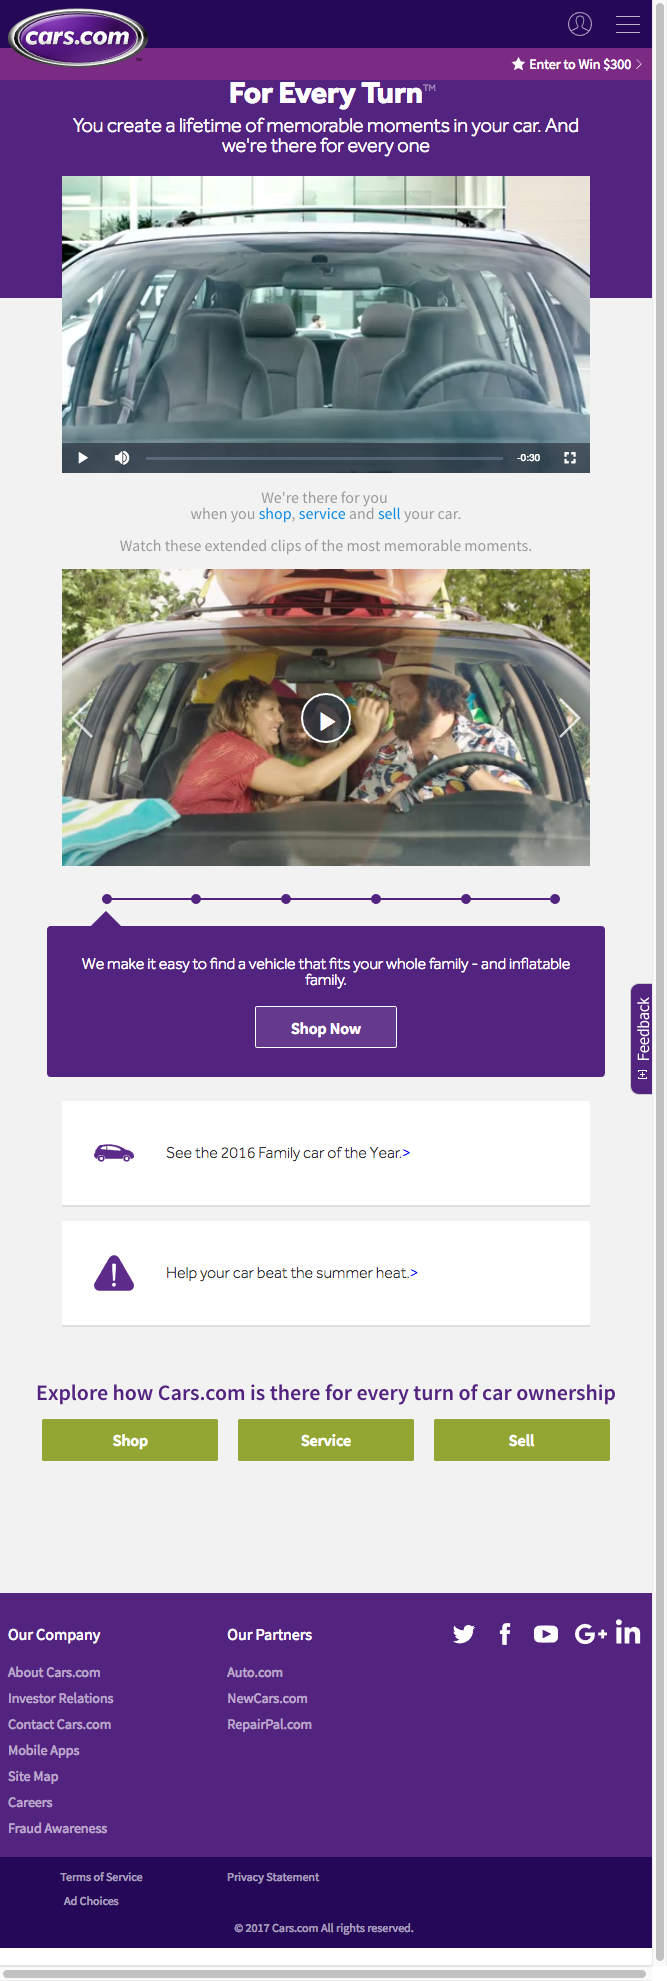 cars.com
Enter to Win $300
For Every Turn™
You create a lifetime of memorable moments in your car. And
we're there for every one
-0:30
We're there for you
when you shop, service and sell your car.
Watch these extended clips of the most memorable moments.
We make it easy to find a vehicle that fits your whole family - and inflatable
family.
Shop Now
[+] Feedback
See the 2016 Family car of the Year.>
Help your car beat the summer heat.>
Explore how Cars.com is there for every turn of car ownership
Shop Service Sell
Our Company
About Cars.com
Investor Relations
Contact Cars.com
Mobile Apps
Site Map
Careers
Fraud Awareness
Our Partners
Auto.com
NewCars.com
RepairPal.com
G+ in
Terms of Service Privacy Statement
Ad Choices
© 2017 Cars.com All rights reserved.